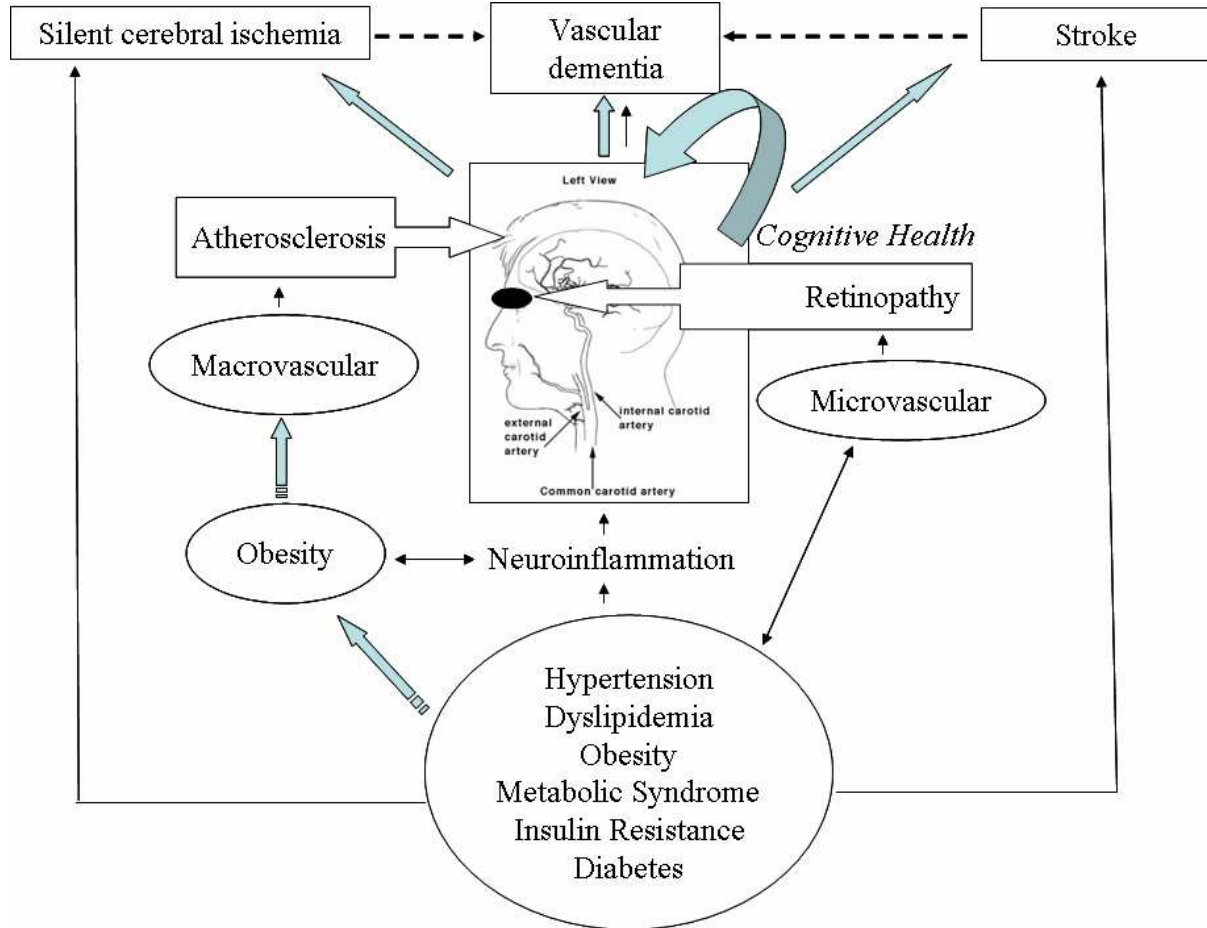 Silent cerebral ischemia
Vascular
dementia
Stroke
Left View
Atherosclerosis
Cognitive Health
Retinopathy
Macrovascular
Microvascular
internal carotid
artery
external
carotid
artery
Common carotid artery
Obesity
Neuroinflammation
Hypertension
Dyslipidemia
Obesity
Metabolic Syndrome
Insulin Resistance
Diabetes